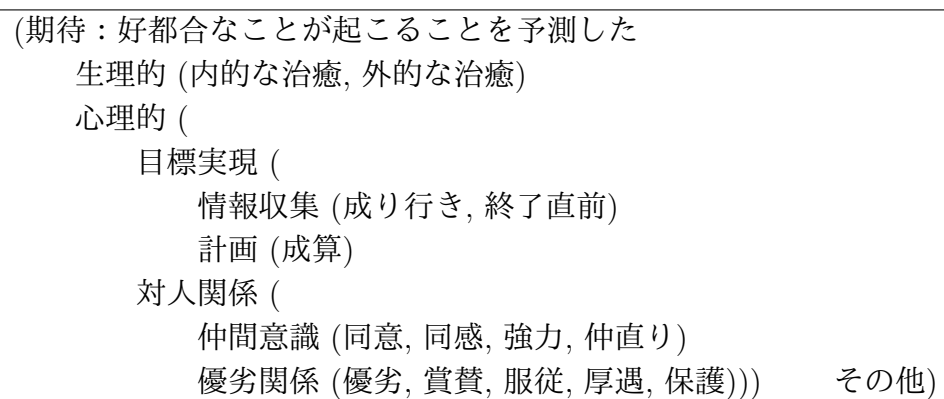 (期待：好都合なことが起こることを予測した
生理的 (内的な治癒, 外的な治癒)
心理的 (
目標実現 (
情報収集 (成り行き, 終了直前)
計画 (成算)
対人関係 (
仲間意識 (同意, 同感, 強力, 仲直り)
優劣関係 (優劣, 賞賛, 服従, 厚遇, 保護))) その他)